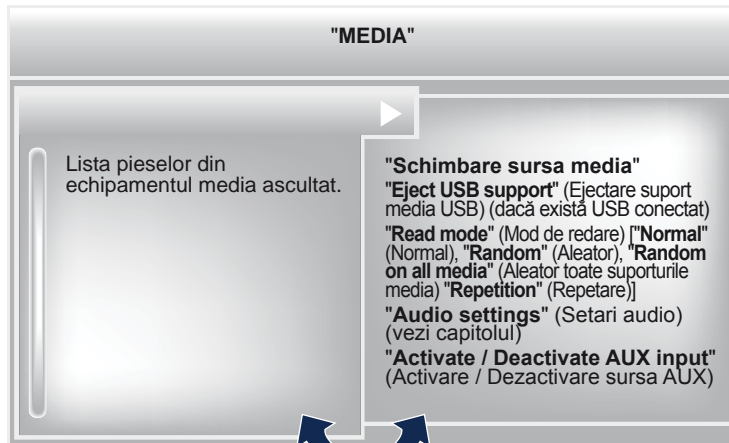 "MEDIA"
Lista pieselor din
echipamentul media ascultat.
"Schimbare sursa media"
"Eject USB support" (Ejectare suport
media USB) (dacă există USB conectat)
"Read mode" (Mod de redare) ["Normal"
(Normal), "Random" (Aleator), "Random
on all media" (Aleator toate suporturile
media) "Repetition" (Repetare)]
"Audio settings" (Setari audio)
(vezi capitolul)
"Activate / Deactivate AUX input"
(Activare / Dezactivare sursa AUX)